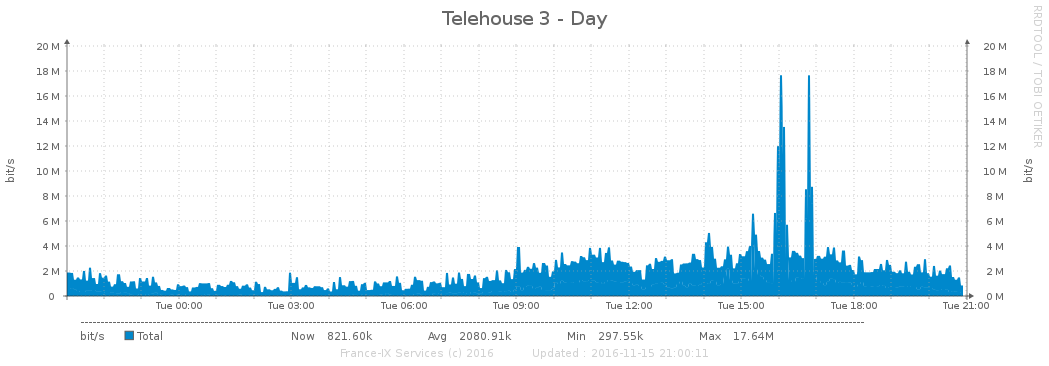 Telehouse 3 - Day
RRDTOOL / TOBI OETIKER
20 M 20 M
18 M 18 M
16 M 16 M
14 M 14 M
12 M 12 M
10 M 10 M
8 M 8 M
6 M 6 M
4 M 4 M
2 M 2 M
0 0 M
bit/s bit/s
Tue 00:00 Tue 03:00 Tue 06:00 Tue 09:00 Tue 12:00 Tue 15:00 Tue 18:00 Tue 21:00
bit/s Total Now 821.60k Avg 2080.91k Min 297.55k Max 17.64M
France-IX Services (c) 2016 Updated : 2016-11-15 21:00:11